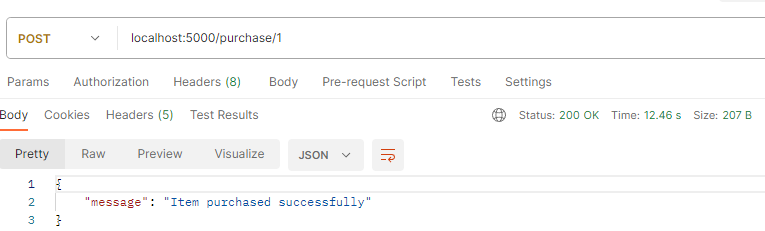 POST localhost:5000/purchase/1
Params Authorization Headers (8) Body Pre-request Script Tests Settings
Body Cookies Headers (5) Test Results Status: 200 OK Time: 12.46 s Size: 207 B
Pretty Raw Preview Visualize JSON
1 {
2 "message": "Item purchased successfully"
3 }